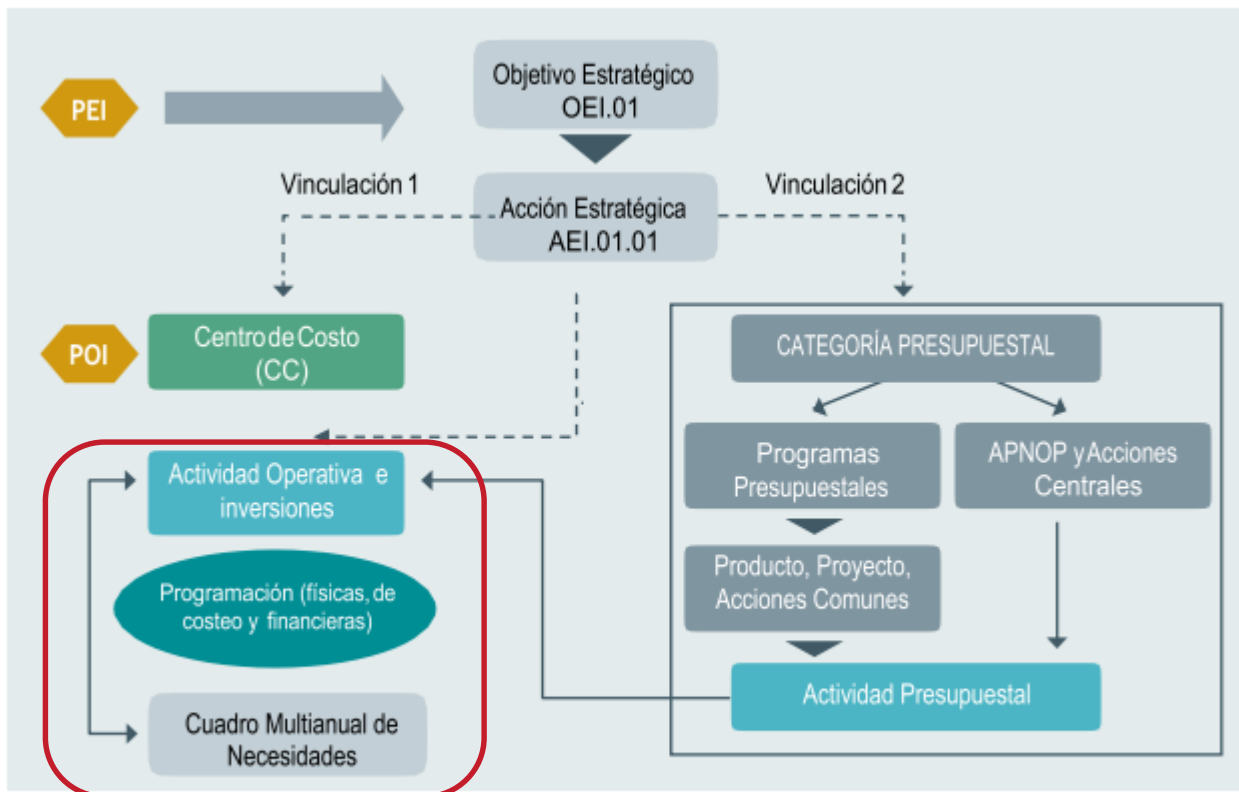 PEI
Objetivo Estratégico
OEI.01
Vinculación 1
Vinculación 2
Acción Estratégica
AEI.01.01
POI
Centro de Costo
(CC)
CATEGORÍA PRESUPUESTAL
Programas
Presupuestales
APNOP y Acciones
Centrales
Actividad Operativa e
inversiones
Programación (físicas, de
costeo y financieras)
Producto, Proyecto,
Acciones Comunes
Actividad Presupuestal
Cuadro Multianual de
Necesidades